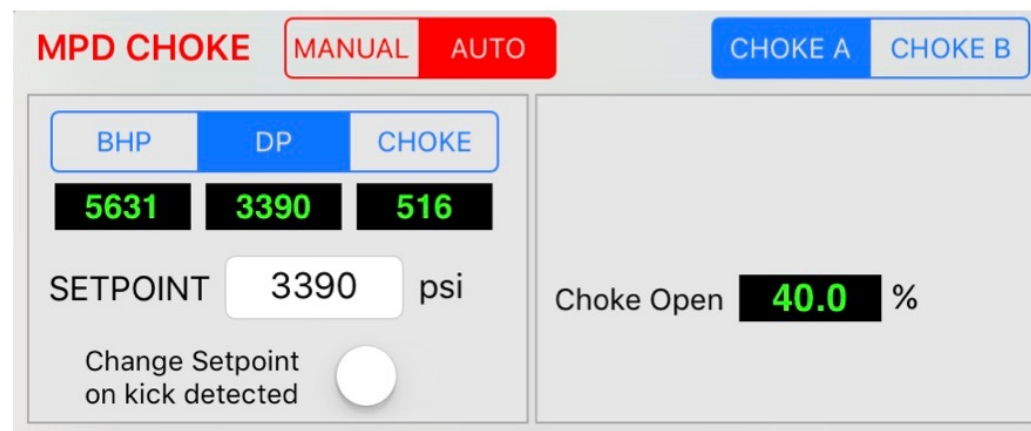 MPD CHOKE MANUAL AUTO CHOKE A CHOKE B
BHP DP CHOKE
5631 3390 516
SETPOINT 3390 psi
Choke Open 40.0 %
Change Setpoint
on kick detected